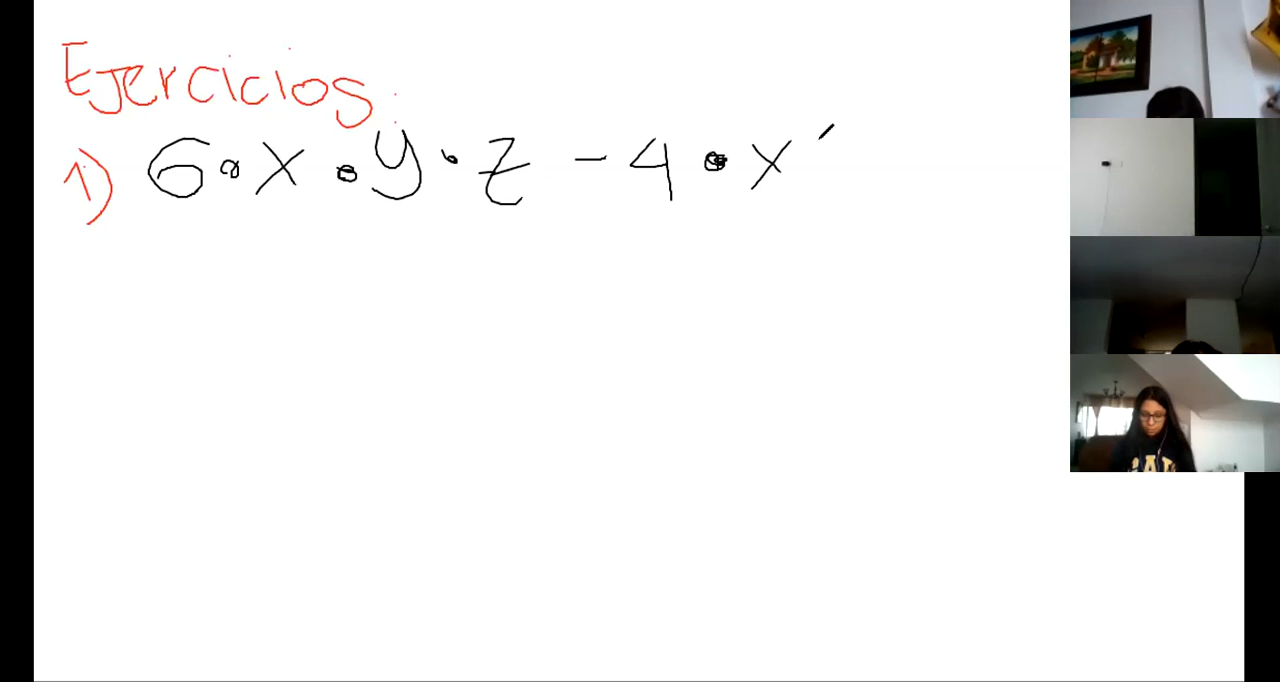 Ejercicios.
1) 6 • x • y • z - 4 • x